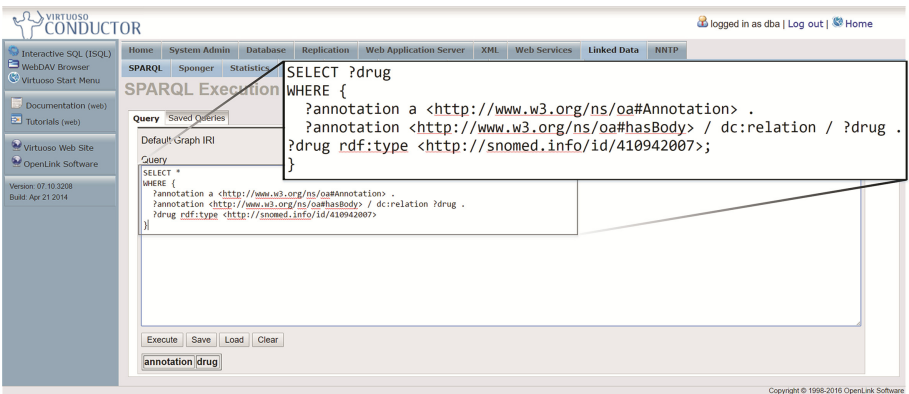 VIRTUOSO
CONDUCTOR
logged in as dba | Log out | Home
Interactive SQL (ISQL)
WebDAV Browser
Virtuoso Start Menu
Documentation (web)
Tutorials (web)
Virtuoso Web Site
OpenLink Software
Version: 07.10.3208
Build: Apr 21 2014
Home System Admin Database Replication Web Application Server XML Web Services Linked Data NNTP
SPARQL Sponger Statistics
SPARQL Execution
Query Saved Queries
Default Graph IRI
Query
SELECT *
WHERE {
?annotation a <http://www.w3.org/ns/oa#Annotation> .
?annotation <http://www.w3.org/ns/oa#hasBody> / dc:relation ?drug .
?drug rdf:type <http://snomed.info/id/410942007>
}
SELECT ?drug
WHERE {
?annotation a <http://www.w3.org/ns/oa#Annotation> .
?annotation <http://www.w3.org/ns/oa#hasBody> / dc:relation / ?drug .
?drug rdf:type <http://snomed.info/id/410942007>;
}
Execute Save Load Clear
annotation drug
Copyright © 1998-2016 OpenLink Software